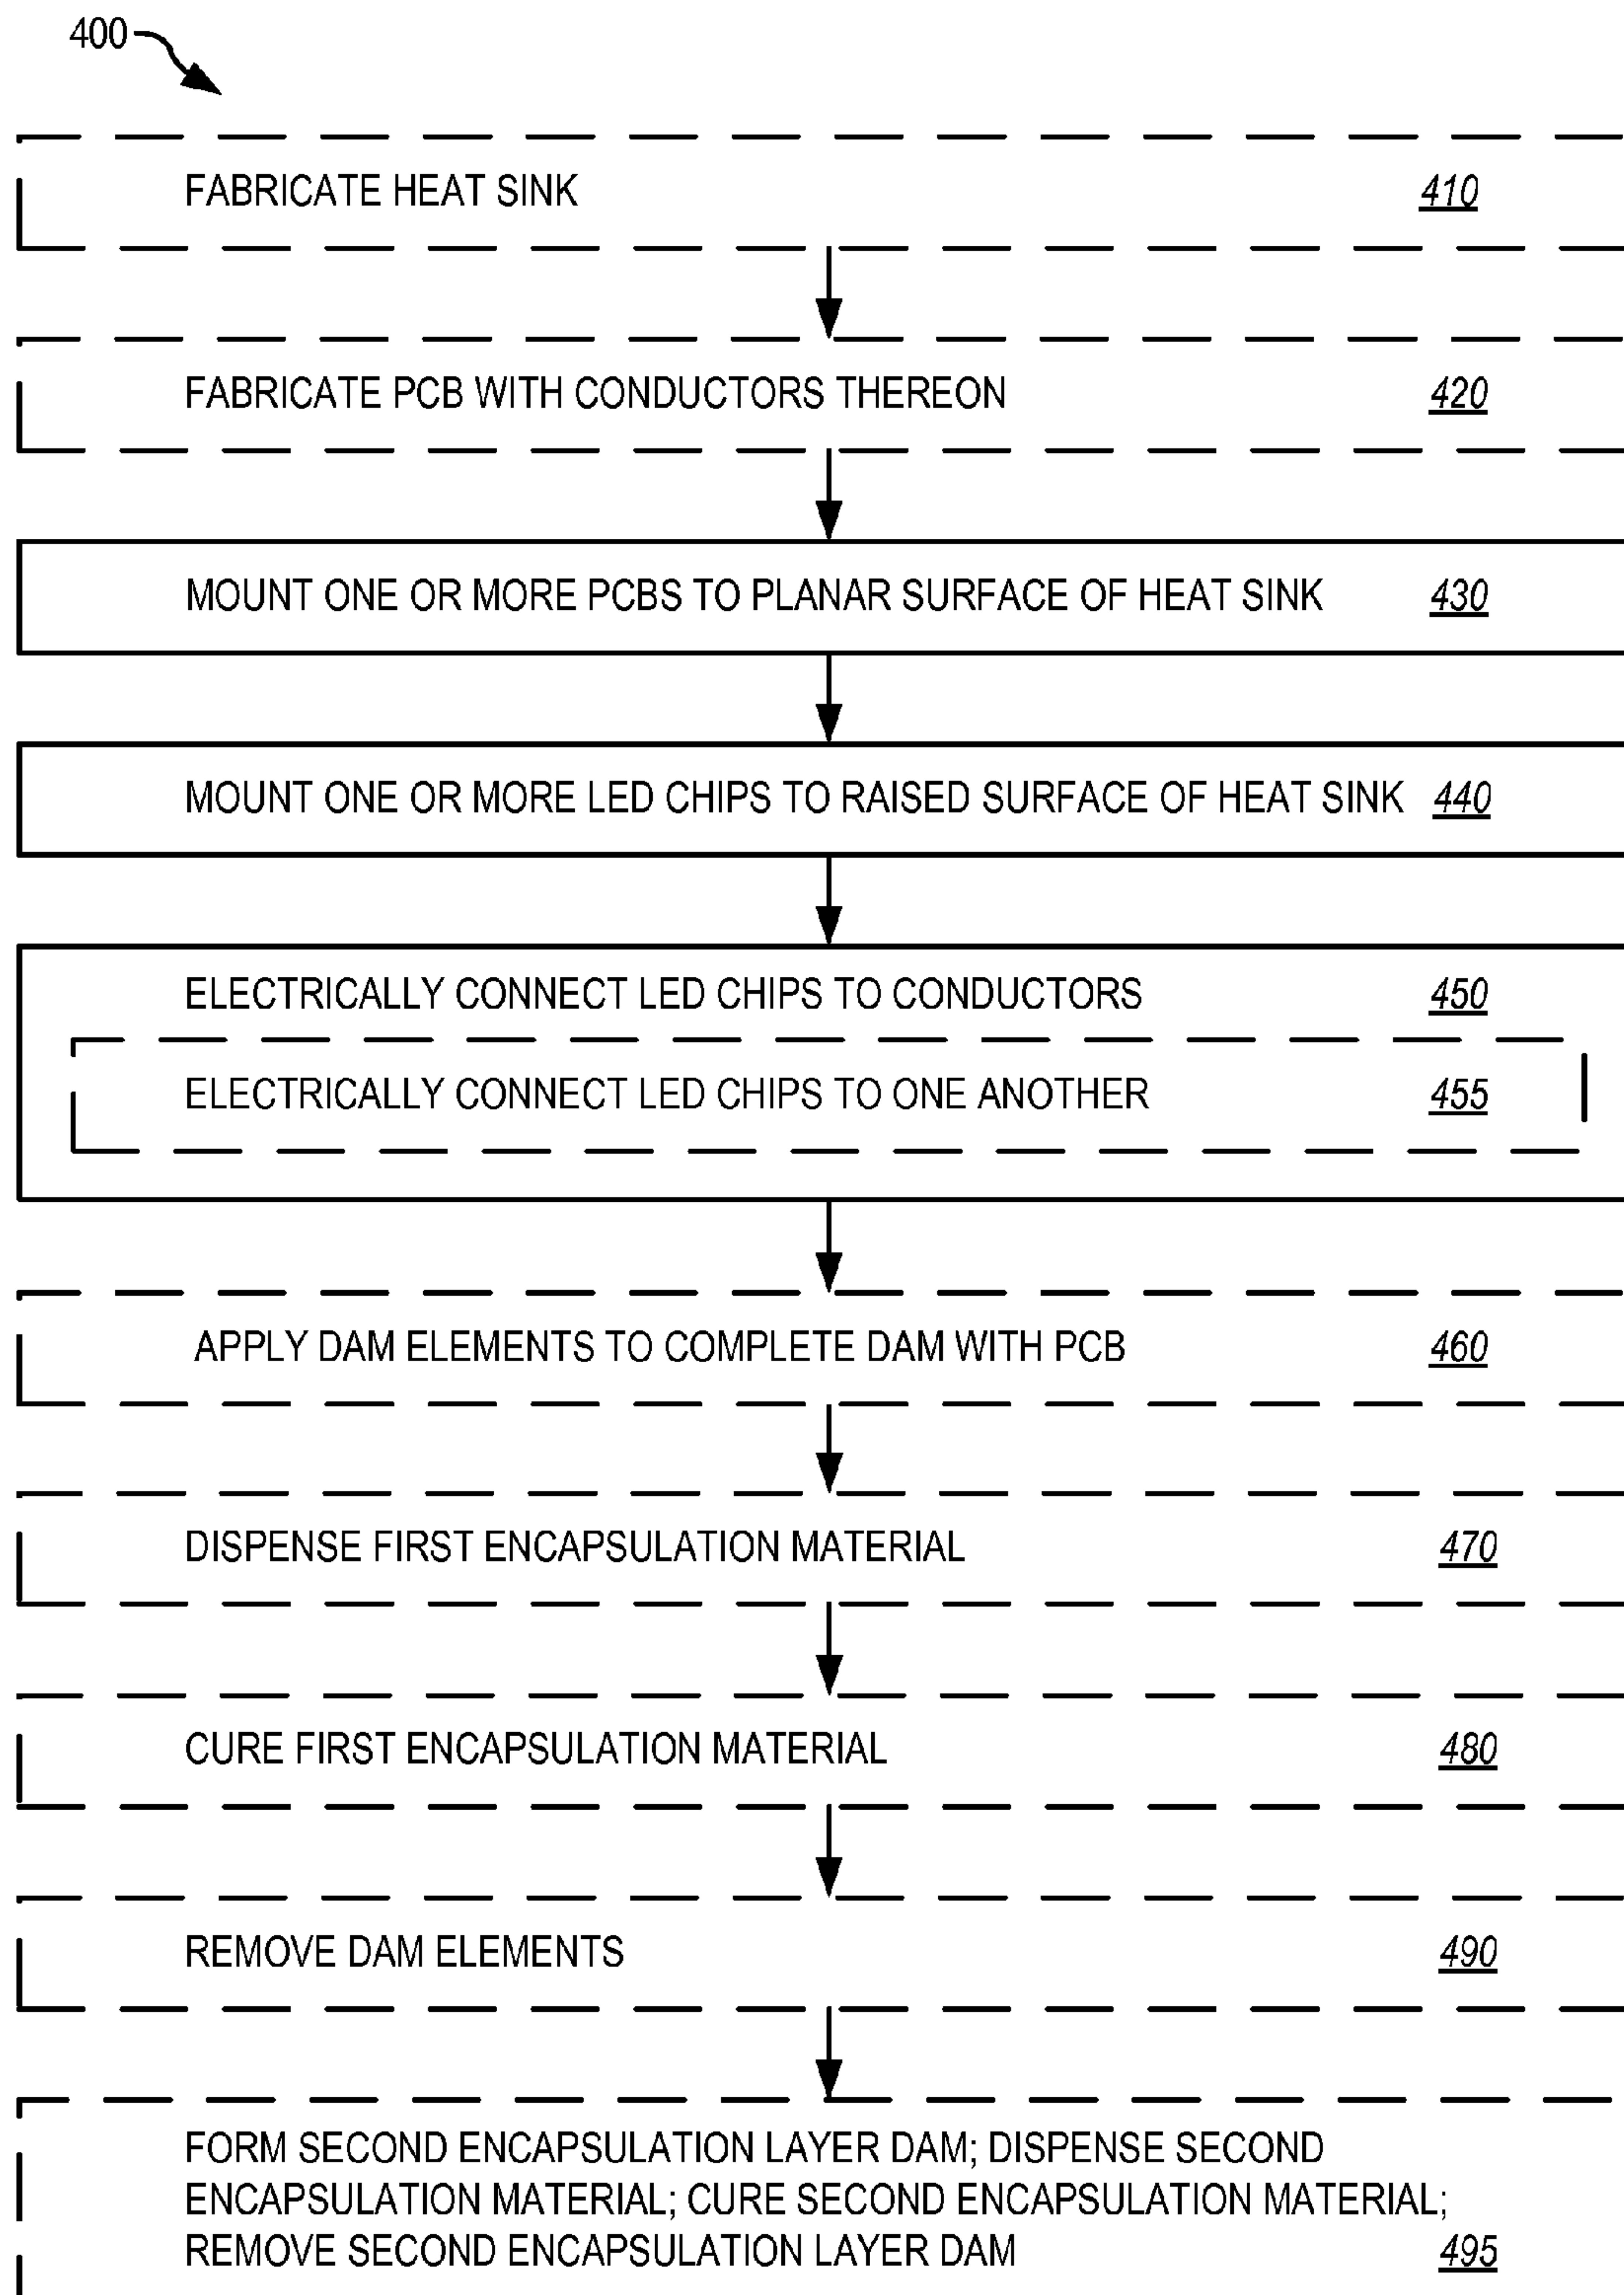 400
FABRICATE HEAT SINK 410
FABRICATE PCB WITH CONDUCTORS THEREON 420
MOUNT ONE OR MORE PCBS TO PLANAR SURFACE OF HEAT SINK 430
MOUNT ONE OR MORE LED CHIPS TO RAISED SURFACE OF HEAT SINK 440
ELECTRICALLY CONNECT LED CHIPS TO CONDUCTORS 450
ELECTRICALLY CONNECT LED CHIPS TO ONE ANOTHER 455
APPLY DAM ELEMENTS TO COMPLETE DAM WITH PCB 460
DISPENSE FIRST ENCAPSULATION MATERIAL 470
CURE FIRST ENCAPSULATION MATERIAL 480
REMOVE DAM ELEMENTS 490
FORM SECOND ENCAPSULATION LAYER DAM; DISPENSE SECOND
ENCAPSULATION MATERIAL; CURE SECOND ENCAPSULATION MATERIAL;
REMOVE SECOND ENCAPSULATION LAYER DAM 495